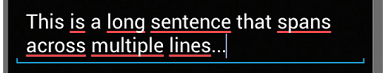 This is a long sentence that spans
across multiple lines...